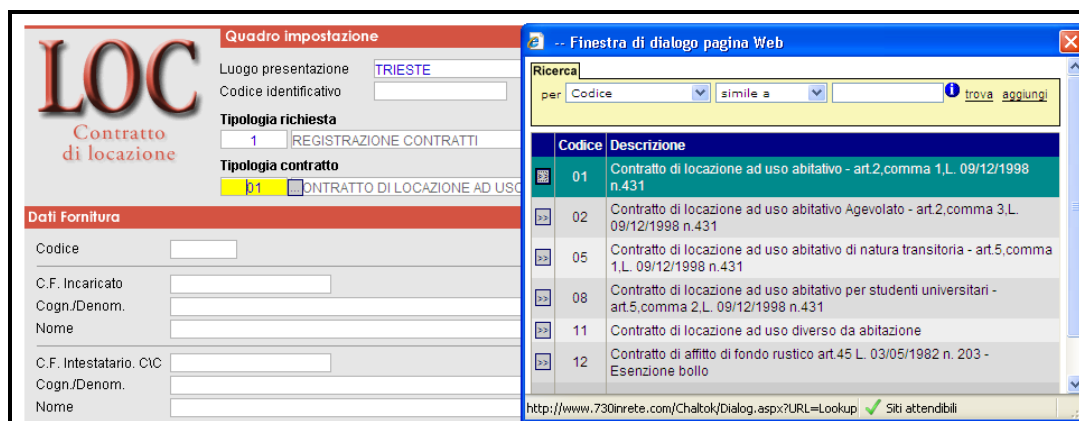 LOC
Contratto
di locazione
Quadro impostazione
Luogo presentazione TRIESTE
Codice identificativo
Tipologia richiesta
1 REGISTRAZIONE CONTRATTI
Tipologia contratto
01 ... ONTRATTO DI LOCAZIONE AD USO
Dati Fornitura
Codice
C.F. Incaricato
Cogn./Denom.
Nome
C.F. Intestatario. C\C
Cogn./Denom.
Nome
-- Finestra di dialogo pagina Web
Ricerca
per Codice simile a trova aggiungi
Codice Descrizione
>> 01 Contratto di locazione ad uso abitativo - art.2,comma 1,L. 09/12/1998
n.431
>> 02 Contratto di locazione ad uso abitativo Agevolato - art.2,comma 3,L.
09/12/1998 n.431
>> 05 Contratto di locazione ad uso abitativo di natura transitoria - art.5,comma
1,L. 09/12/1998 n.431
>> 08 Contratto di locazione ad uso abitativo per studenti universitari -
art.5,comma 2,L. 09/12/1998 n.431
>> 11 Contratto di locazione ad uso diverso da abitazione
>> 12 Contratto di affitto di fondo rustico art.45 L. 03/05/1982 n. 203 -
Esenzione bollo
http://www.730inrete.com/Chaltok/Dialog.aspx?URL=Lookup Siti attendibili